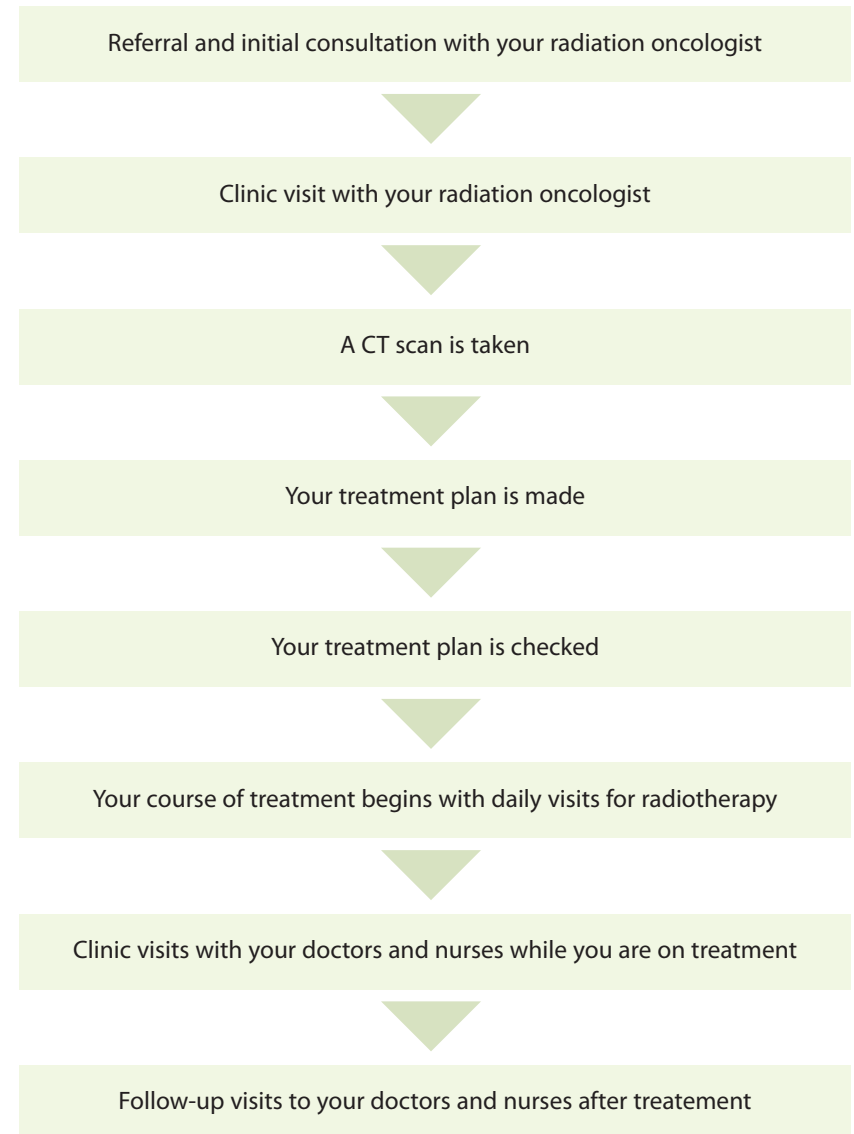 Referral and initial consultation with your radiation oncologist
Clinic visit with your radiation oncologist
A CT scan is taken
Your treatment plan is made
Your treatment plan is checked
Your course of treatment begins with daily visits for radiotherapy
Clinic visits with your doctors and nurses while you are on treatment
Follow-up visits to your doctors and nurses after treatement